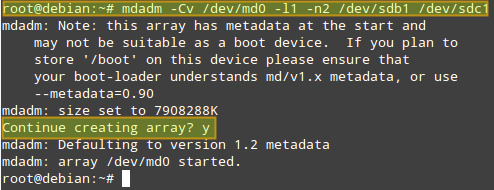 root@debian:~# mdadm -Cv /dev/md0 -l1 -n2 /dev/sdb1 /dev/sdc1
mdadm: Note: this array has metadata at the start and
may not be suitable as a boot device. If you plan to
store '/boot' on this device please ensure that
your boot-loader understands md/v1.x metadata, or use
--metadata=0.90
mdadm: size set to 7908288K
Continue creating array? y
mdadm: Defaulting to version 1.2 metadata
mdadm: array /dev/md0 started.
root@debian:~#